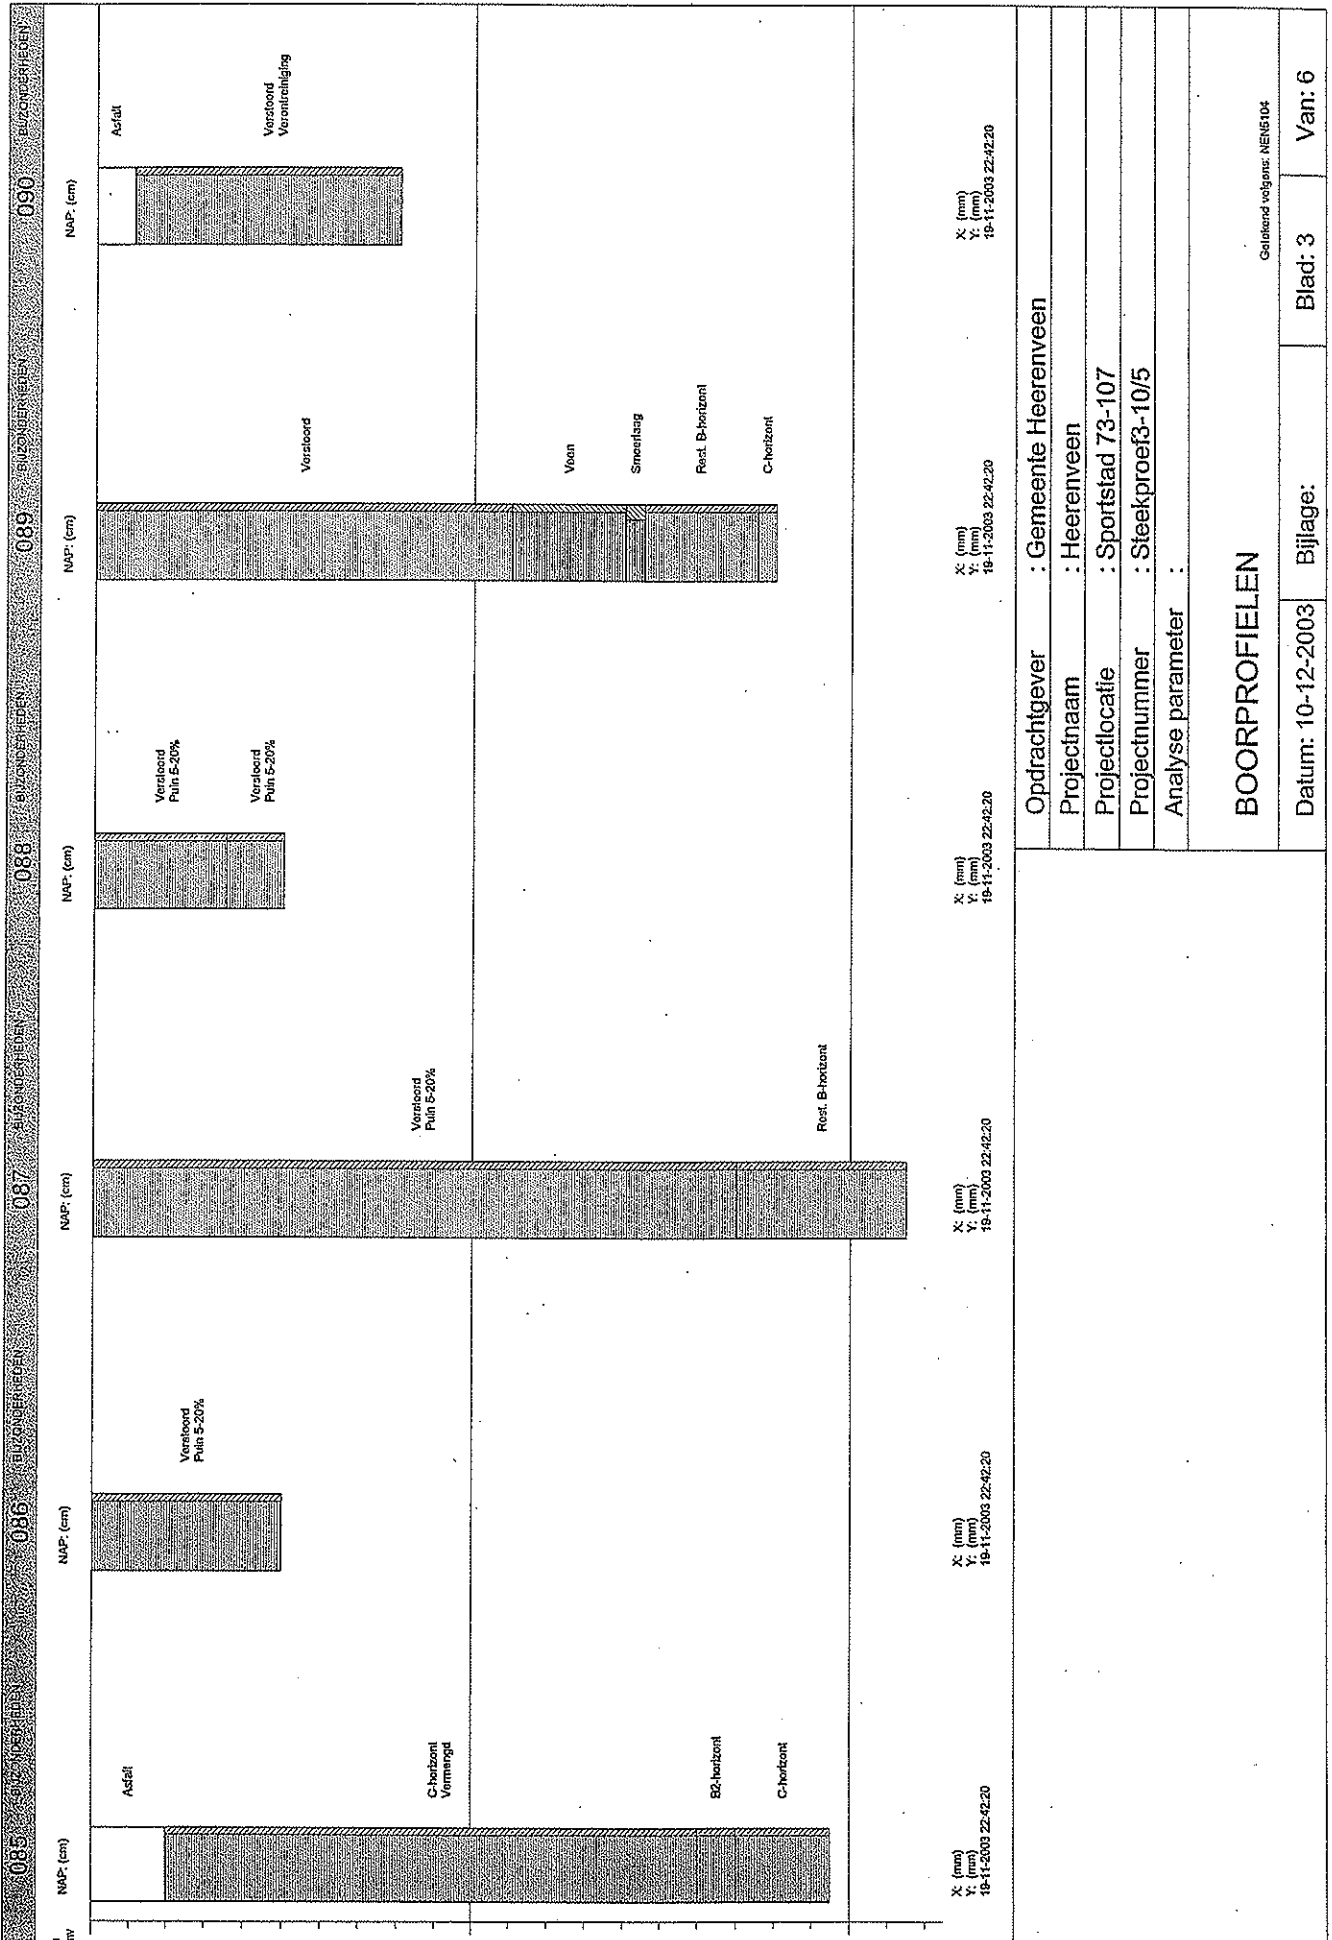 085 BIJZONDERHEDEN 086 BIJZONDERHEDEN 087 BIJZONDERHEDEN 088 BIJZONDERHEDEN 089 BIJZONDERHEDEN 090 BIJZONDERHEDEN
NAP: (cm) NAP: (cm) NAP: (cm) NAP: (cm) NAP: (cm) NAP: (cm)
Asfalt
C-horizont
Vermengd
B2-horizont
C-horizont
Verstoord
Puin 5-20%
Verstoord
Puin 5-20%
Rest. B-horizont
Verstoord
Puin 5-20%
Verstoord
Puin 5-20%
Verstoord
Veen
Smeerlaag
Rest. B-horizont
C-horizont
Asfalt
Verstoord
Verontreiniging
X: (mm) X: (mm) X: (mm) X: (mm) X: (mm) X: (mm)
Y: (mm) Y: (mm) Y: (mm) Y: (mm) Y: (mm) Y: (mm)
19-11-2003 22:42:20 19-11-2003 22:42:20 19-11-2003 22:42:20 19-11-2003 22:42:20 19-11-2003 22:42:20 19-11-2003 22:42:20
Opdrachtgever : Gemeente Heerenveen
Projectnaam : Heerenveen
Projectlocatie : Sportstad 73-107
Projectnummer : Steekproef3-10/5
Analyse parameter :
BOORPROFIELEN
Getekend volgens: NEN5104
Datum: 10-12-2003 Bijlage: Blad: 3 Van: 6